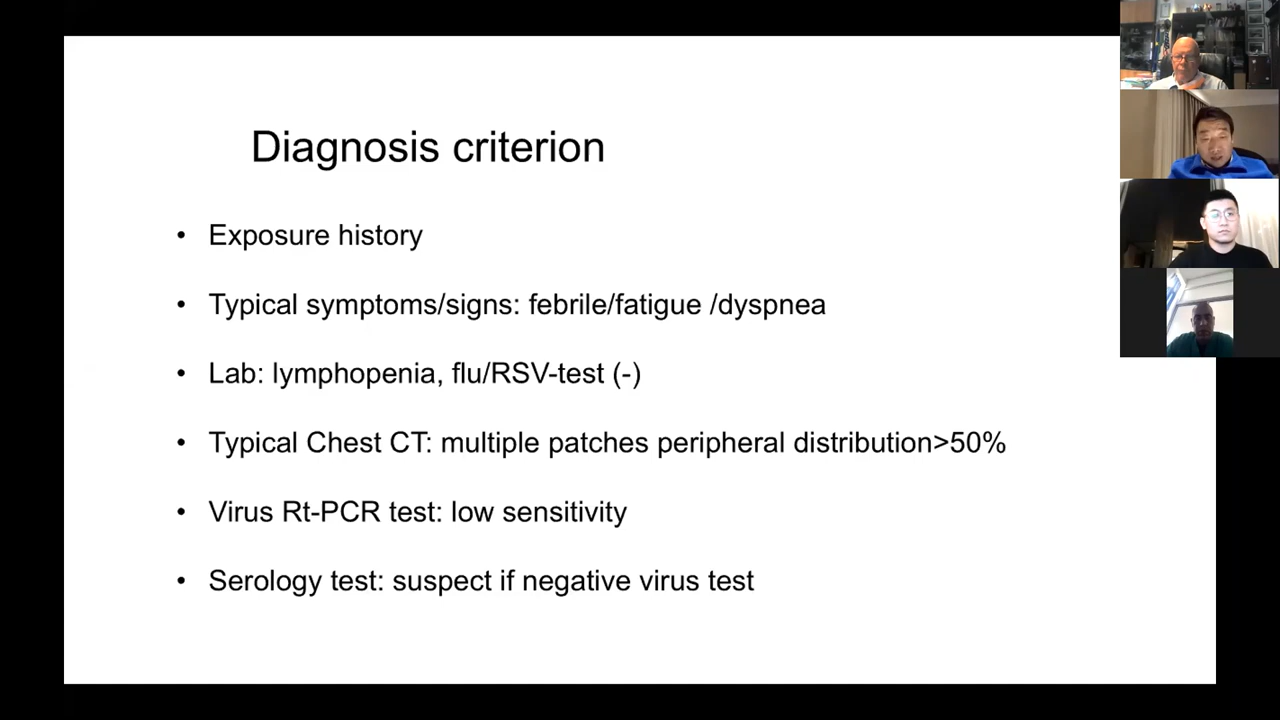 Diagnosis criterion
• Exposure history
• Typical symptoms/signs: febrile/fatigue /dyspnea
• Lab: lymphopenia, flu/RSV-test (-)
• Typical Chest CT: multiple patches peripheral distribution>50%
• Virus Rt-PCR test: low sensitivity
• Serology test: suspect if negative virus test